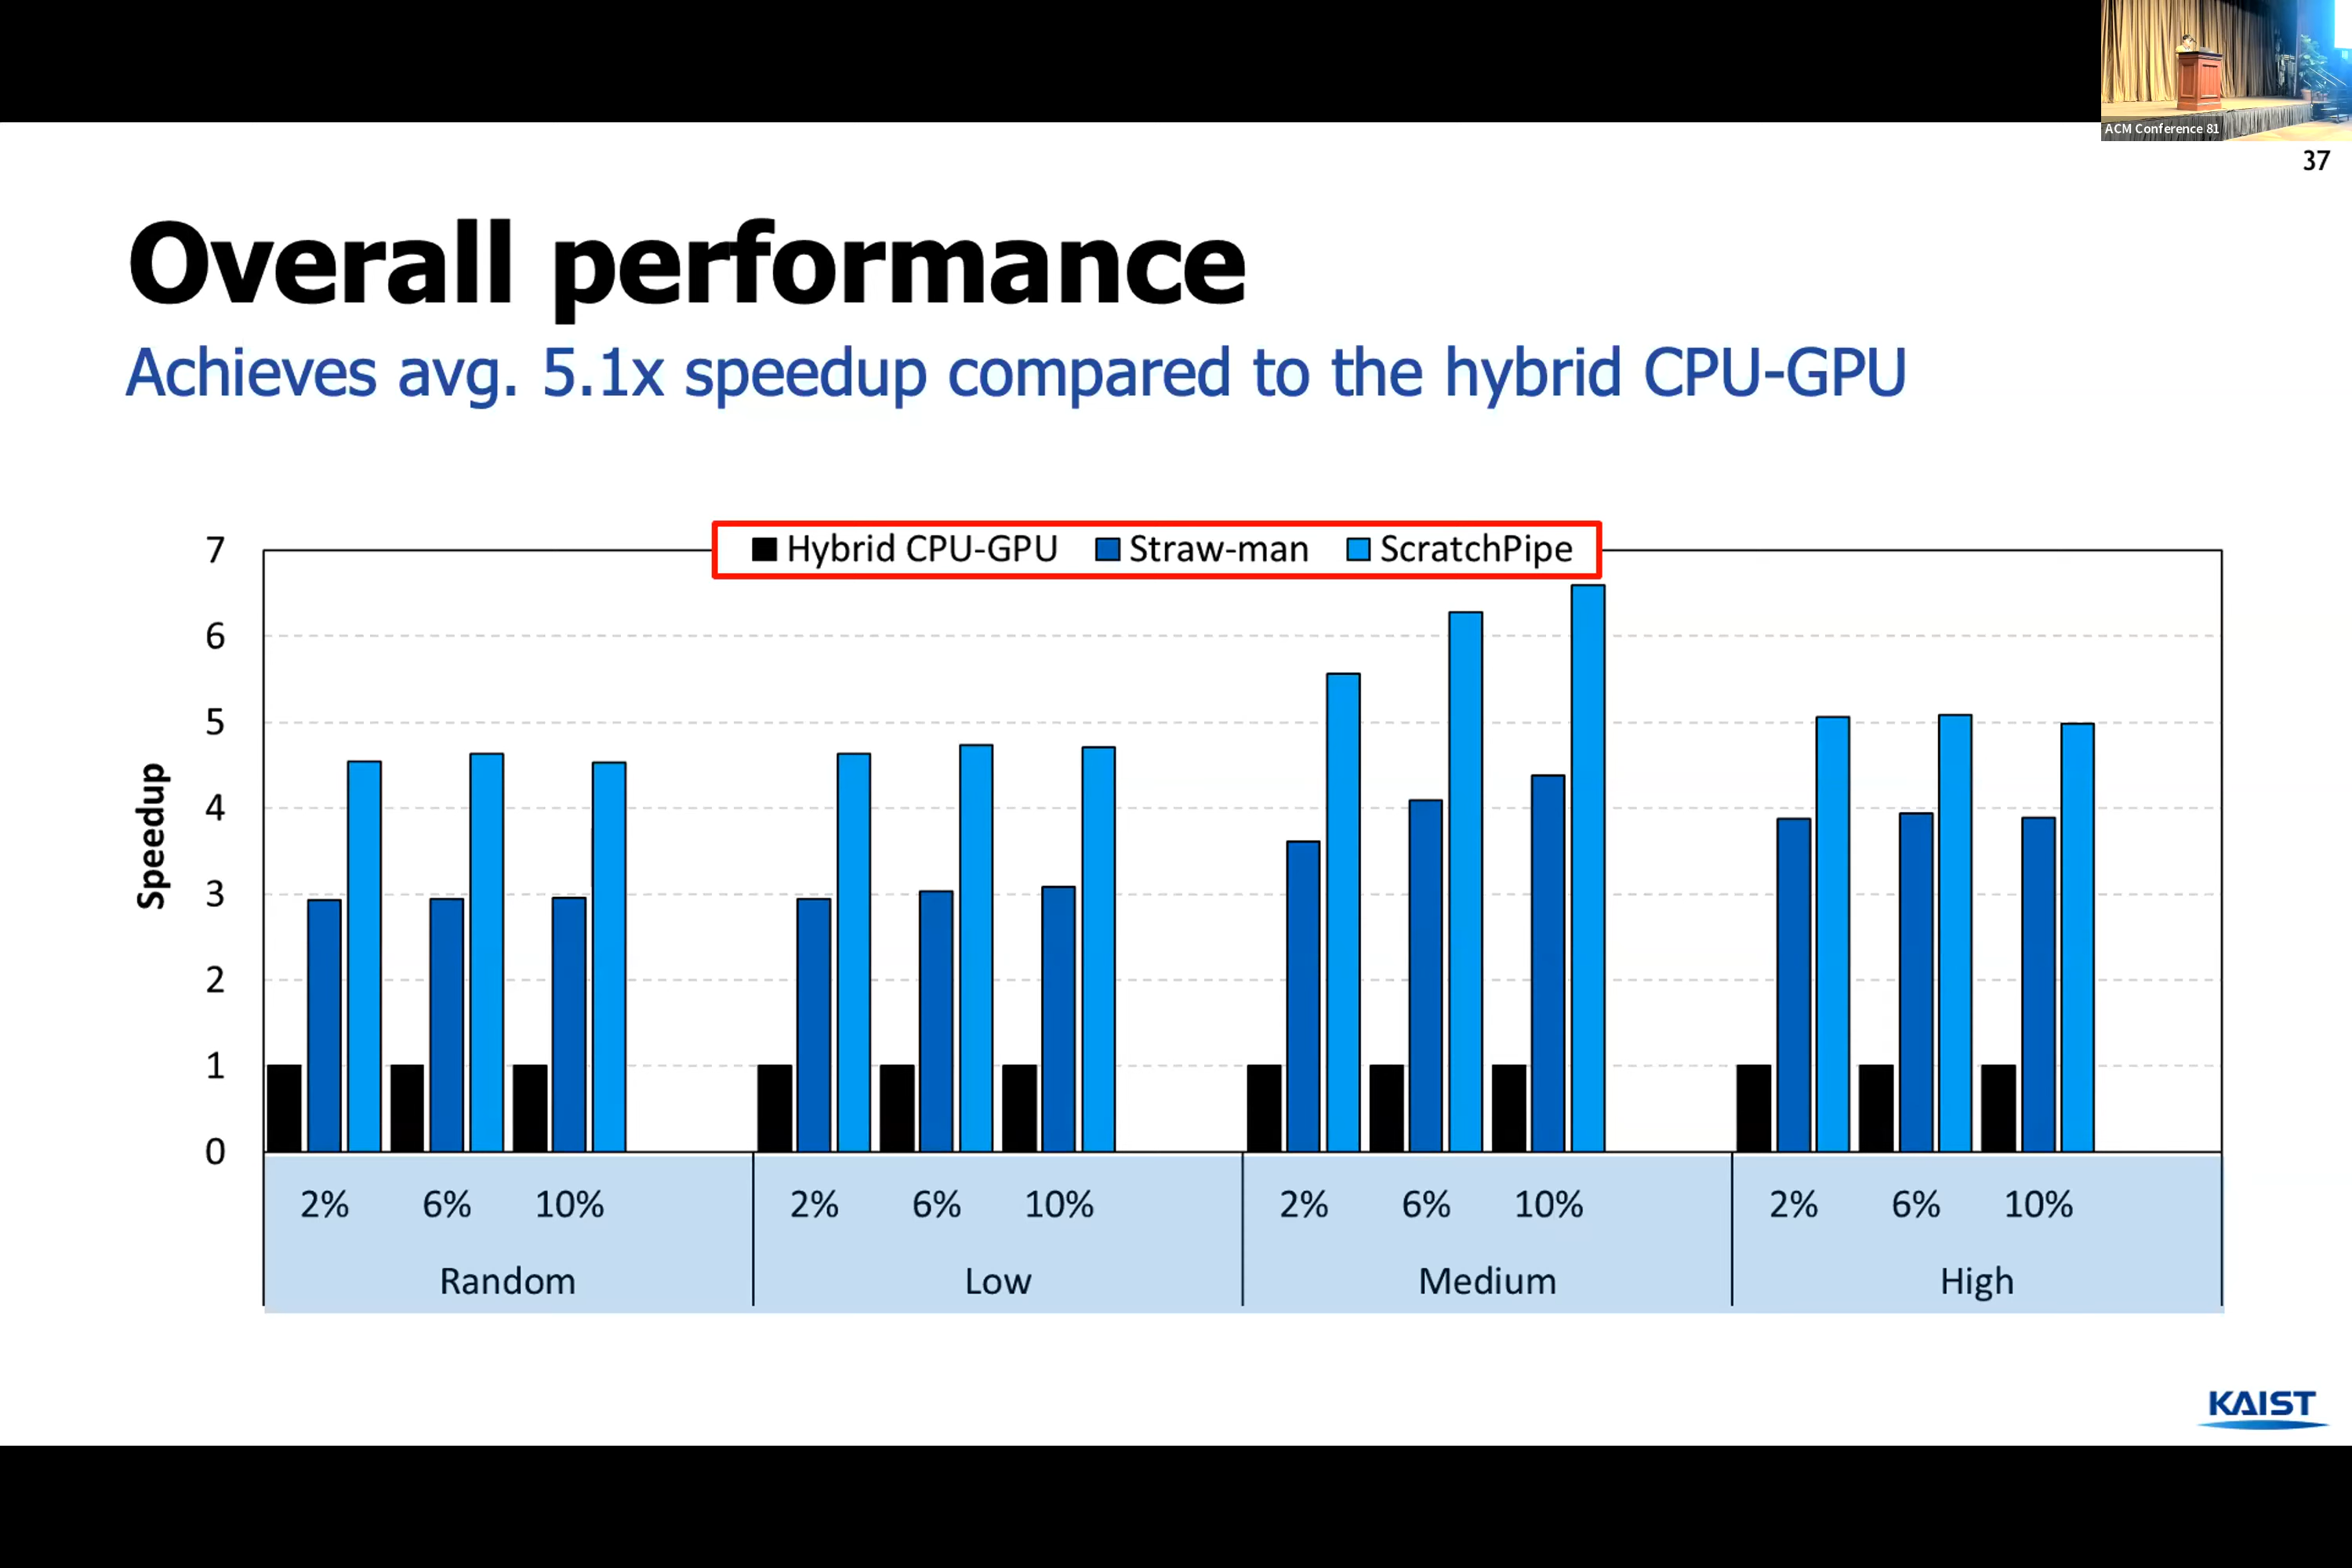 ACM Conference 81
37
Overall performance
Achieves avg. 5.1x speedup compared to the hybrid CPU-GPU
Hybrid CPU-GPU Straw-man ScratchPipe
Speedup
7
6
5
4
3
2
1
0
2% 6% 10% 2% 6% 10% 2% 6% 10% 2% 6% 10%
Random Low Medium High
KAIST